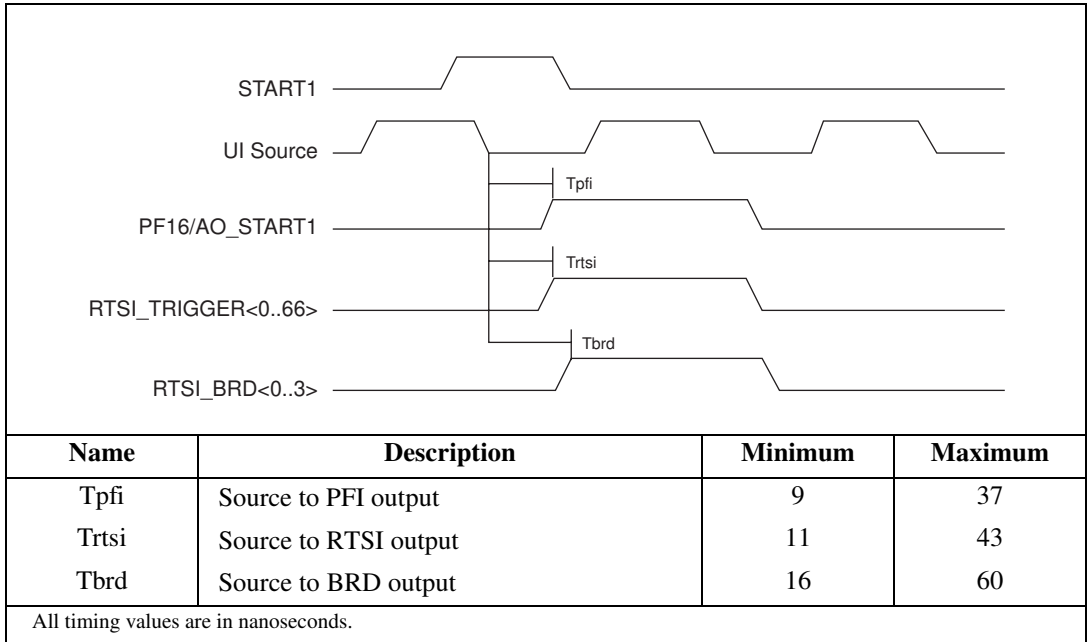 START1
UI Source
Tpfi
PF16/AO_START1
Trtsi
RTSI_TRIGGER<0..66>
Tbrd
RTSI_BRD<0..3>
Name Description Minimum Maximum
Tpfi Source to PFI output 9 37
Trtsi Source to RTSI output 11 43
Tbrd Source to BRD output 16 60
All timing values are in nanoseconds.